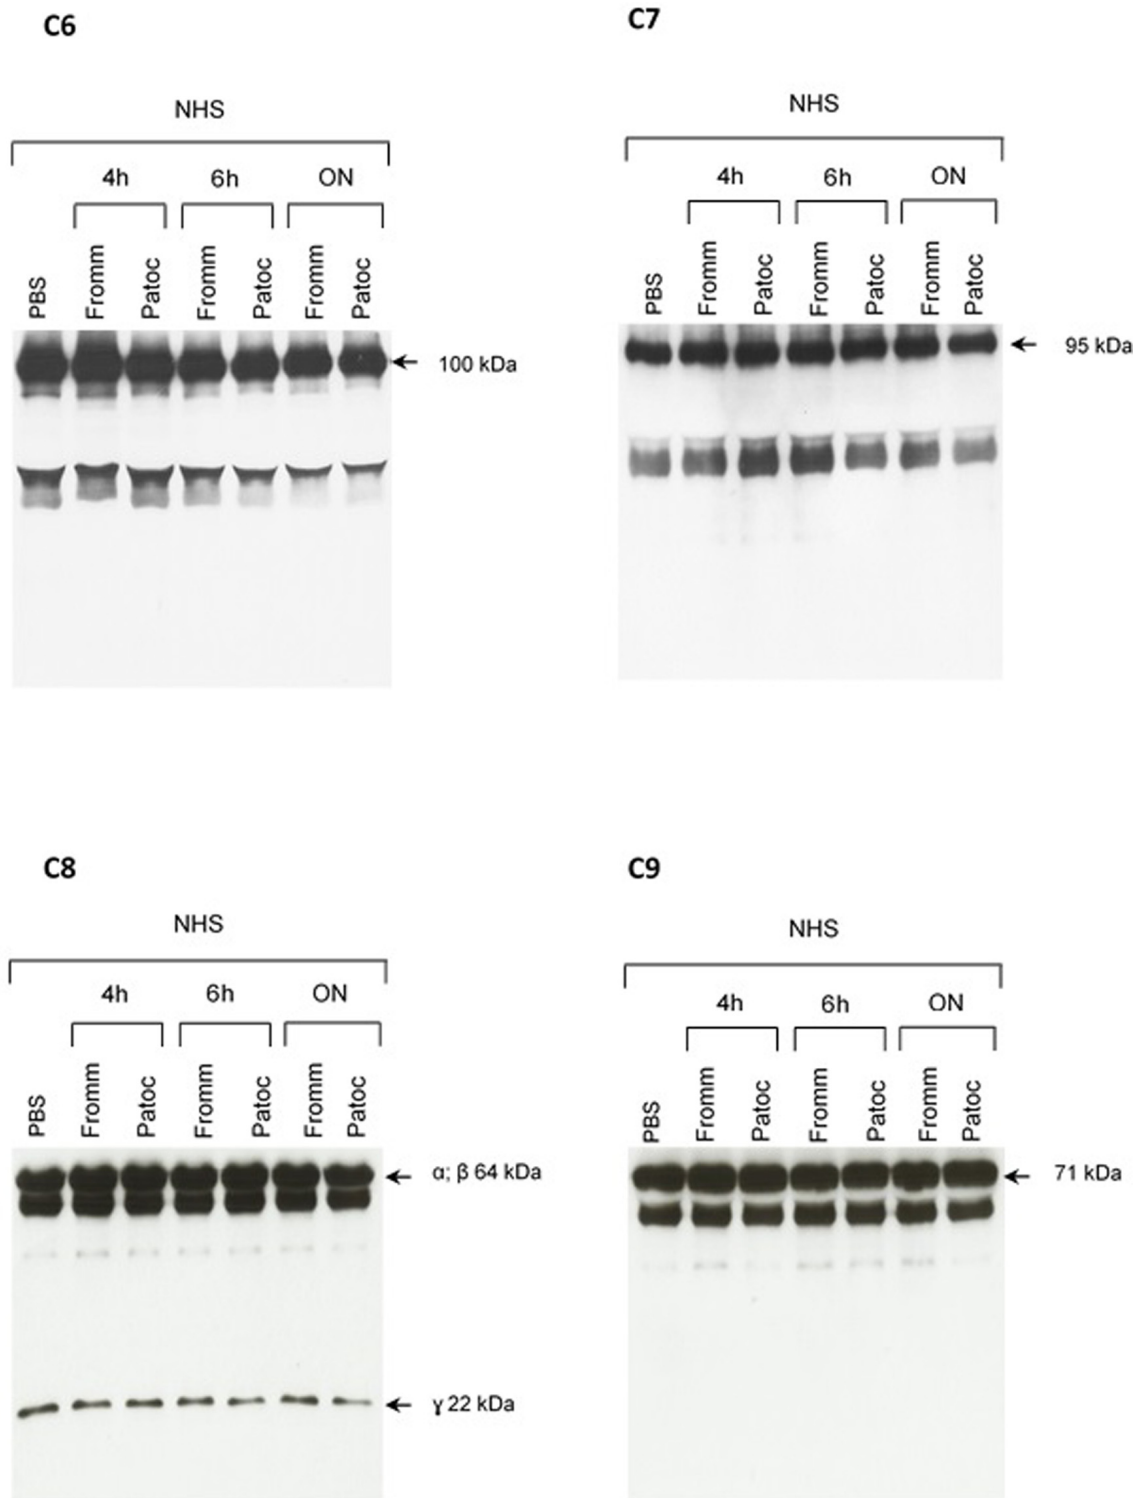 C6
NHS
4h 6h ON
PBS Fromm Patoc Fromm Patoc Fromm Patoc
100 kDa
C7
NHS
4h 6h ON
PBS Fromm Patoc Fromm Patoc Fromm Patoc
95 kDa
C8
NHS
4h 6h ON
PBS Fromm Patoc Fromm Patoc Fromm Patoc
α; β 64 kDa
γ 22 kDa
C9
NHS
4h 6h ON
PBS Fromm Patoc Fromm Patoc Fromm Patoc
71 kDa